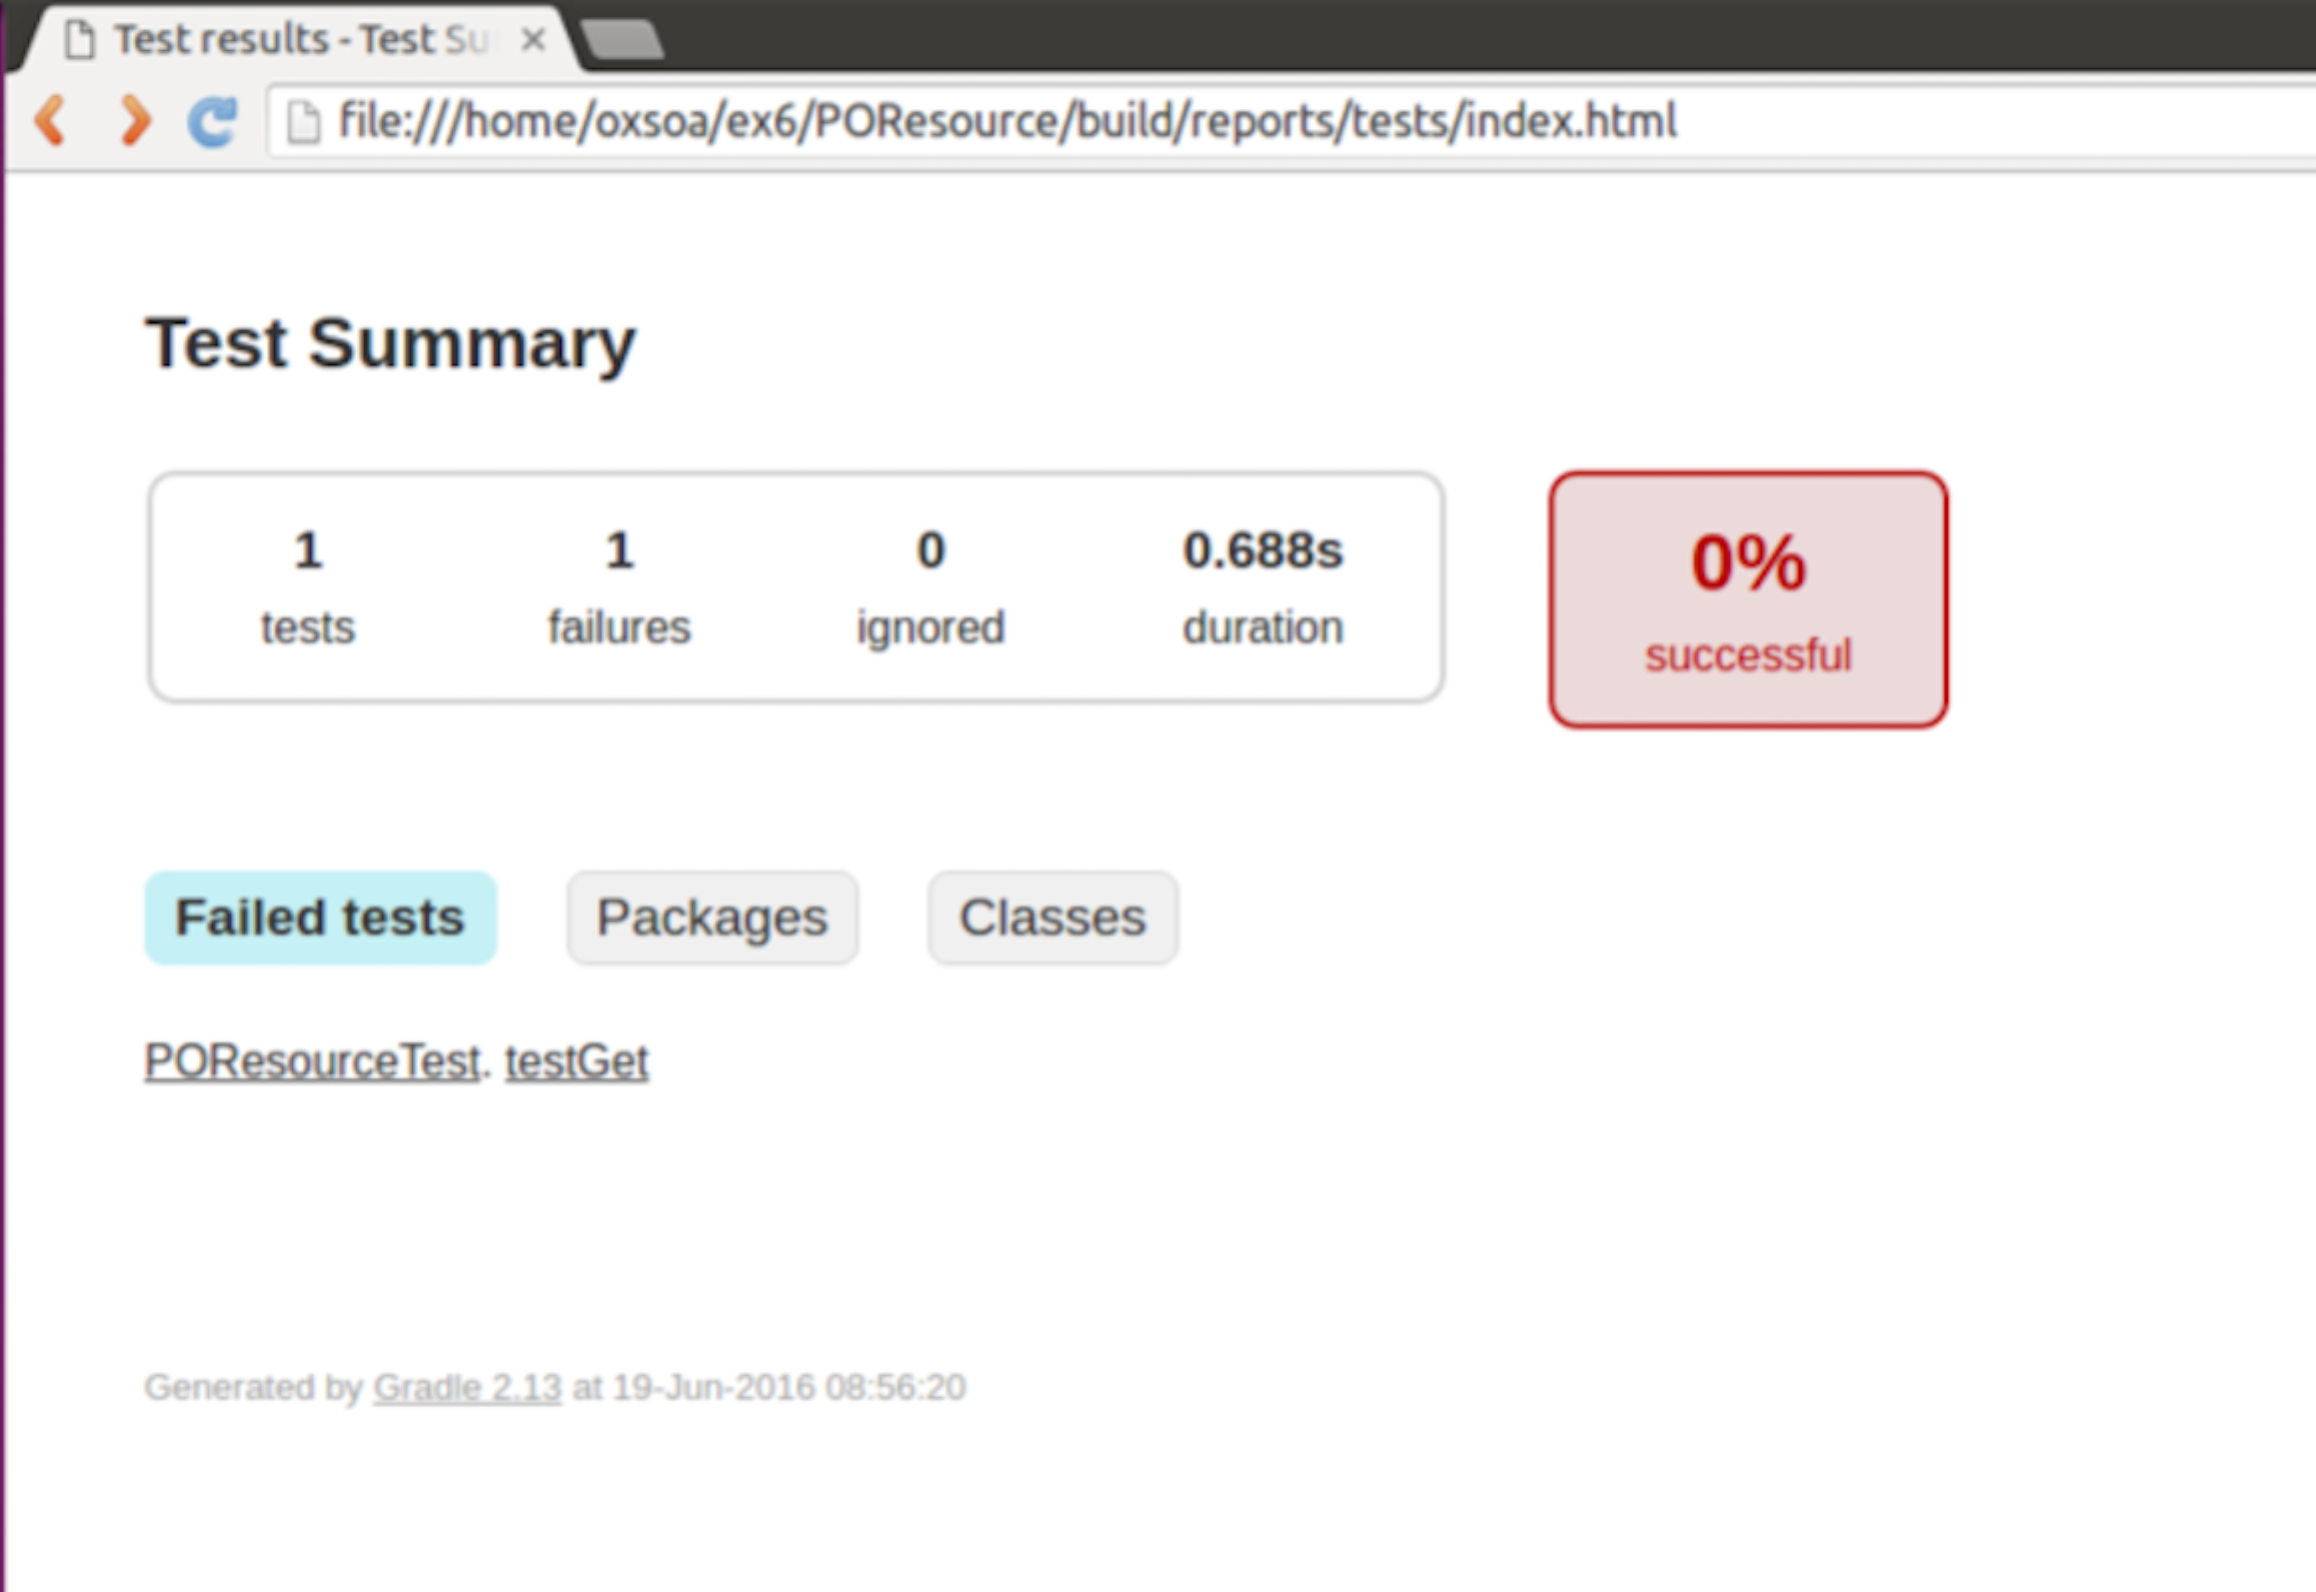 Test results - Test Su
file:///home/oxsoa/ex6/POResource/build/reports/tests/index.html
Test Summary
1 1 0 0.688s
tests failures ignored duration
0%
successful
Failed tests Packages Classes
POResourceTest. testGet
Generated by Gradle 2.13 at 19-Jun-2016 08:56:20